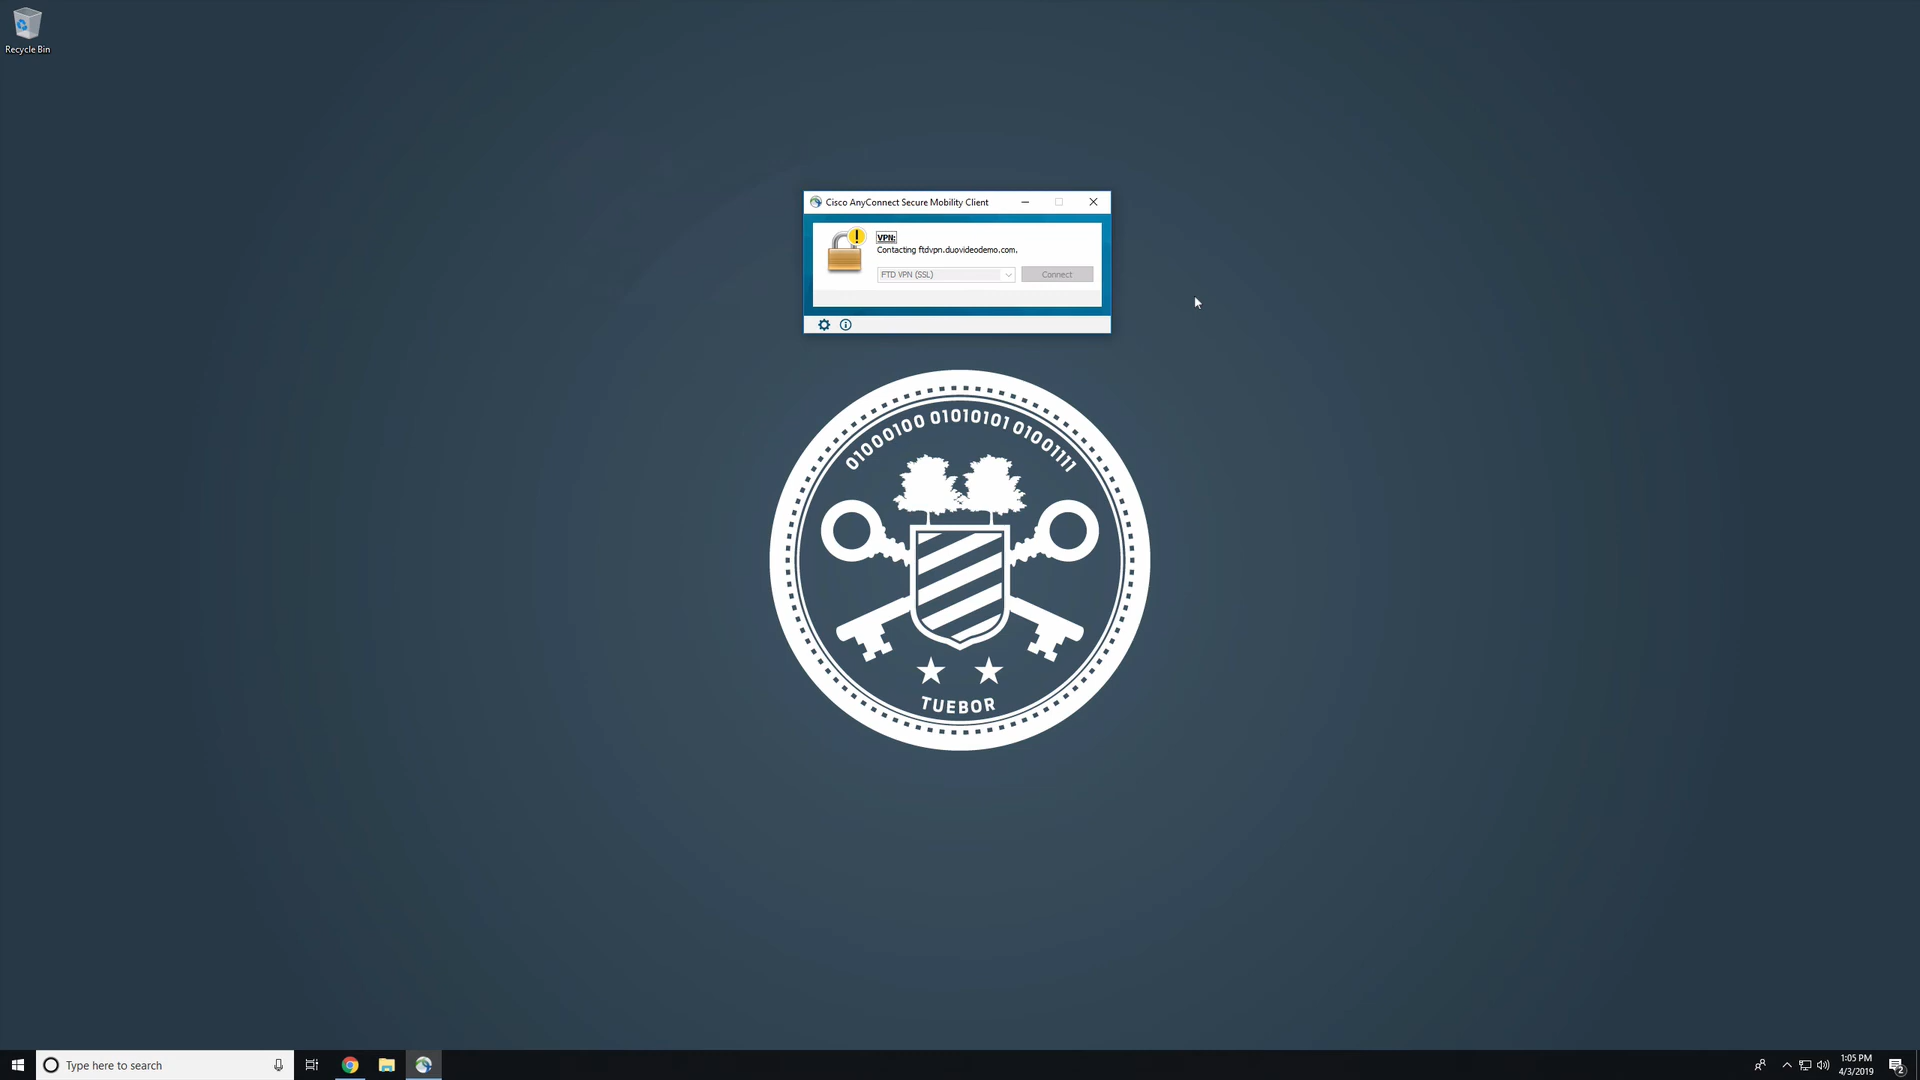 Recycle Bin
Cisco AnyConnect Secure Mobility Client
VPN:
Contacting ftdvpn.duovideodemo.com.
FTD VPN (SSL)
Connect
01000100 01010101 01001111
TUEBOR
Type here to search
1:05 PM
4/3/2019
2